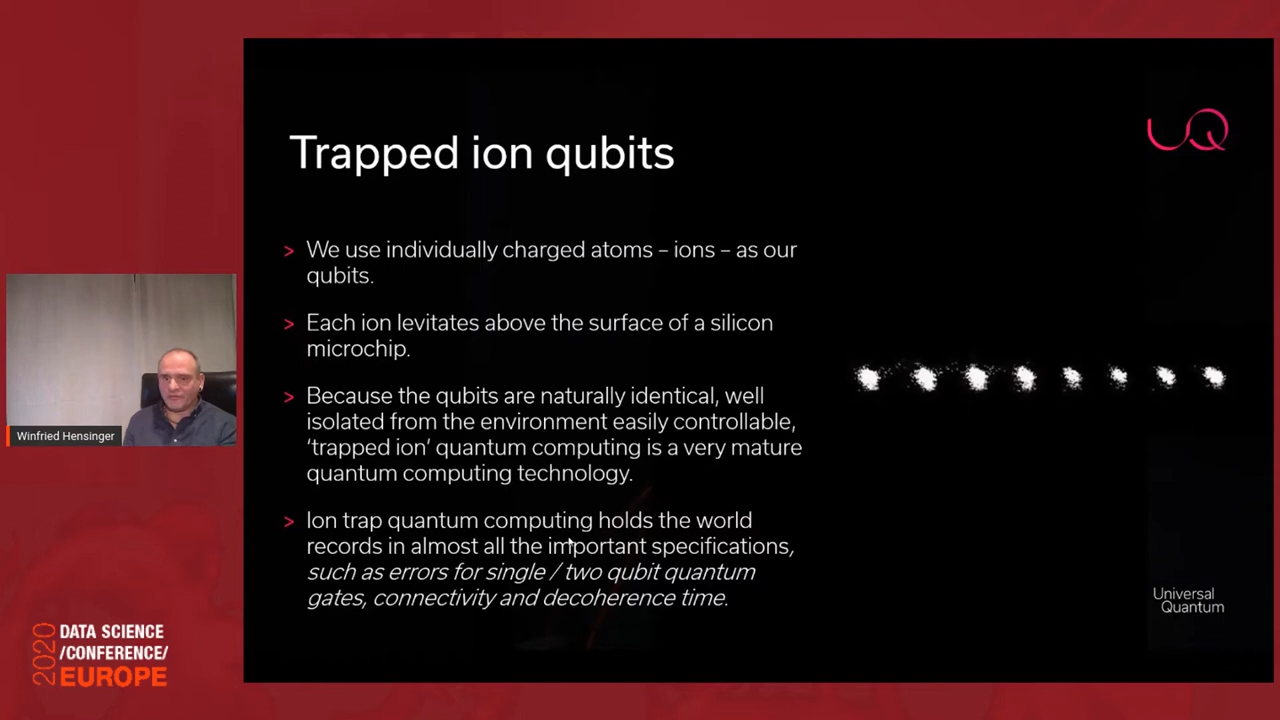 Trapped ion qubits
UQ
> We use individually charged atoms – ions – as our
qubits.
> Each ion levitates above the surface of a silicon
microchip.
> Because the qubits are naturally identical, well
isolated from the environment easily controllable,
‘trapped ion’ quantum computing is a very mature
quantum computing technology.
> Ion trap quantum computing holds the world
records in almost all the important specifications,
such as errors for single / two qubit quantum
gates, connectivity and decoherence time.
Universal
Quantum
Winfried Hensinger
2020
DATA SCIENCE
/CONFERENCE/
EUROPE